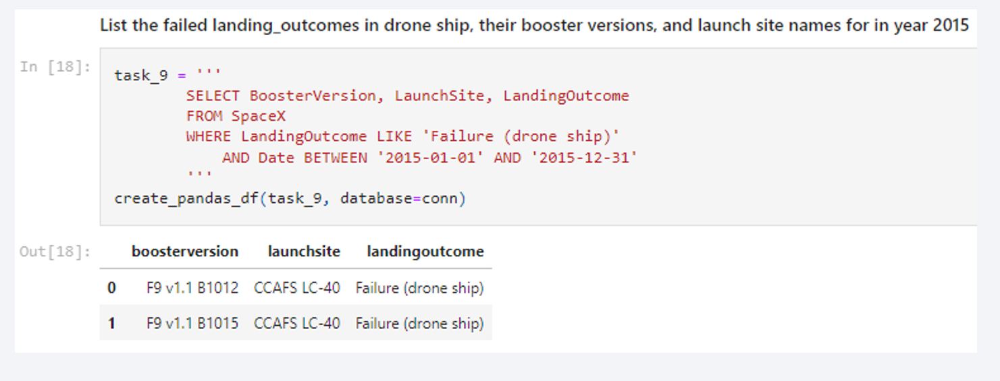 List the failed landing_outcomes in drone ship, their booster versions, and launch site names for in year 2015
In [18]:
task_9 = '''
SELECT BoosterVersion, LaunchSite, LandingOutcome
FROM SpaceX
WHERE LandingOutcome LIKE 'Failure (drone ship)'
AND Date BETWEEN '2015-01-01' AND '2015-12-31'
'''
create_pandas_df(task_9, database=conn)
Out[18]:
boosterversion launchsite landingoutcome
0 F9 v1.1 B1012 CCAFS LC-40 Failure (drone ship)
1 F9 v1.1 B1015 CCAFS LC-40 Failure (drone ship)